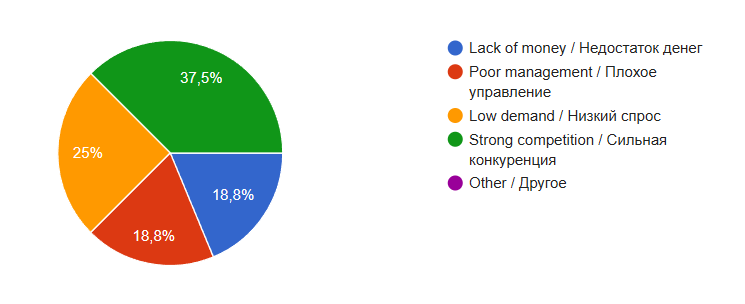 37,5%
25%
18,8%
18,8%
Lack of money / Недостаток денег
Poor management / Плохое
управление
Low demand / Низкий спрос
Strong competition / Сильная
конкуренция
Other / Другое